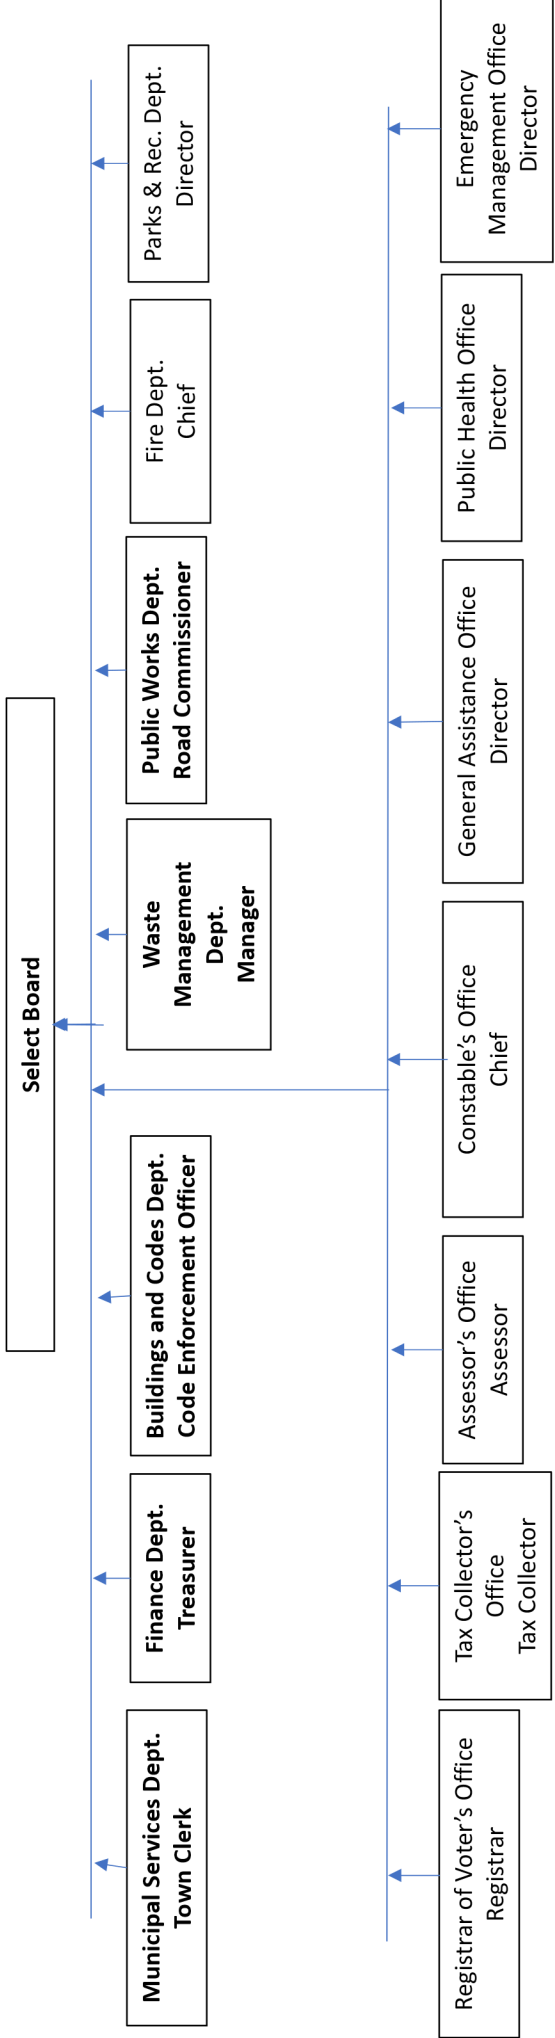 Select Board
Municipal Services Dept.
Town Clerk
Finance Dept.
Treasurer
Buildings and Codes Dept.
Code Enforcement Officer
Waste
Management
Dept.
Manager
Public Works Dept.
Road Commissioner
Fire Dept.
Chief
Parks & Rec. Dept.
Director
Registrar of Voter’s Office
Registrar
Tax Collector’s
Office
Tax Collector
Assessor’s Office
Assessor
Constable’s Office
Chief
General Assistance Office
Director
Public Health Office
Director
Emergency
Management Office
Director